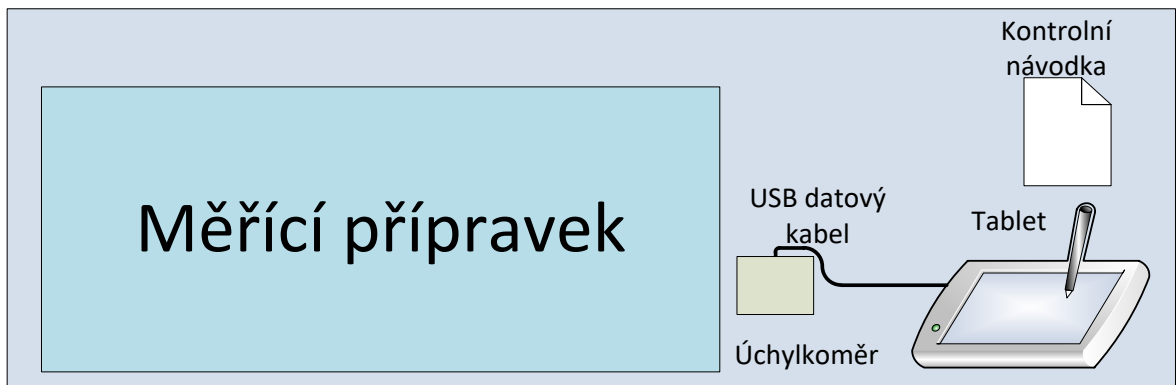 Kontrolní
návodka
Měřící přípravek
USB datový
kabel
Tablet
Úchylkoměr